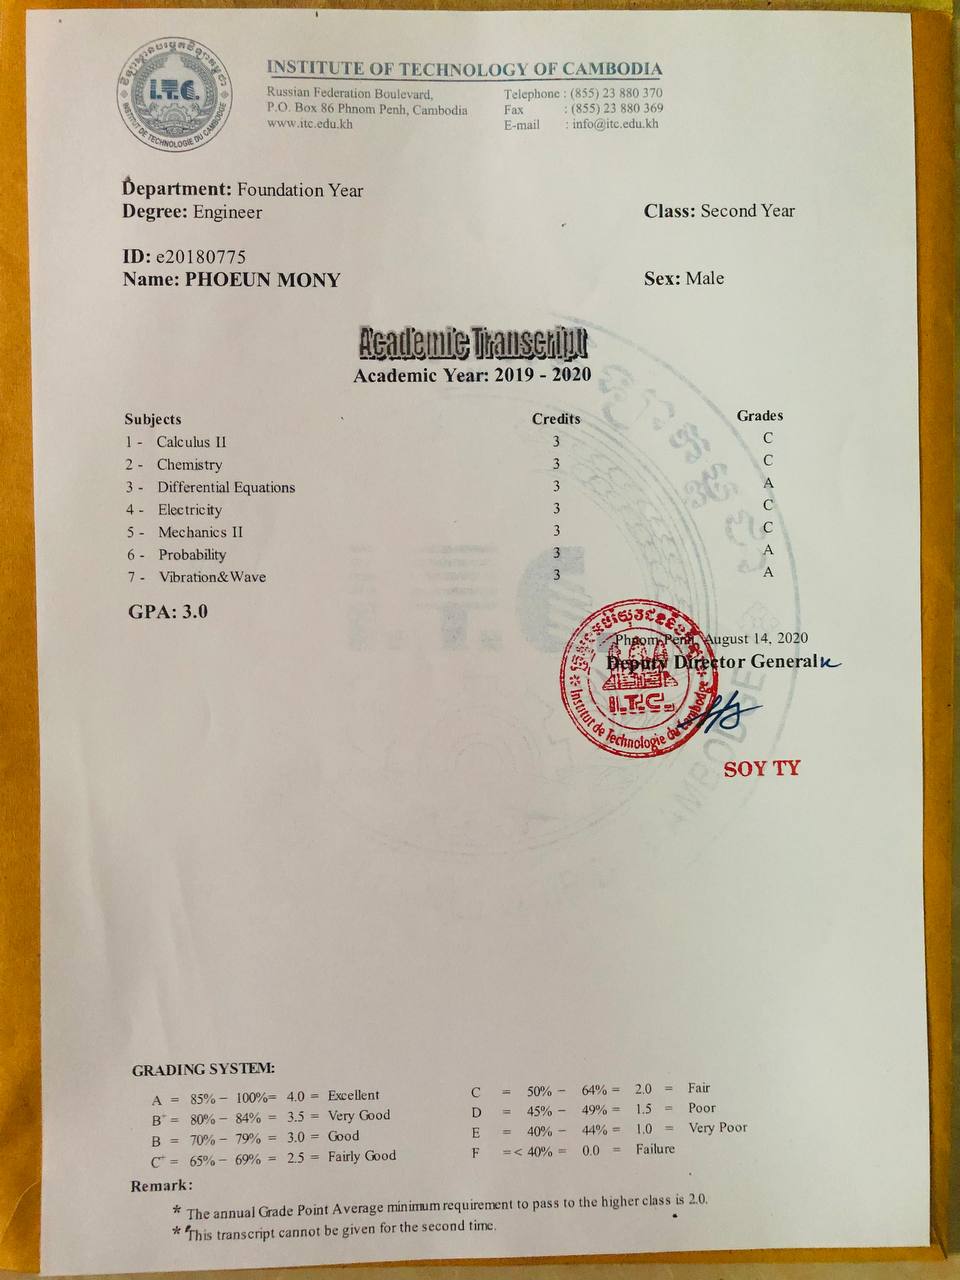 I.T.C.
INSTITUT DE TECHNOLOGIE DU CAMBODGE
INSTITUTE OF TECHNOLOGY OF CAMBODIA
Russian Federation Boulevard,
P.O. Box 86 Phnom Penh, Cambodia
www.itc.edu.kh
Telephone : (855) 23 880 370
Fax : (855) 23 880 369
E-mail : info@itc.edu.kh
Department: Foundation Year
Degree: Engineer Class: Second Year
ID: e20180775
Name: PHOEUN MONY Sex: Male
Academic Transcript
Academic Year: 2019 - 2020
Subjects Credits Grades
1 - Calculus II 3 C
2 - Chemistry 3 C
3 - Differential Equations 3 A
4 - Electricity 3 C
5 - Mechanics II 3 C
6 - Probability 3 A
7 - Vibration&Wave 3 A
GPA: 3.0
Phnom Penh, August 14, 2020
Deputy Director General
I.T.C.
Institut de Technologie du Cambodge
SOY TY
GRADING SYSTEM:
A = 85% – 100%= 4.0 = Excellent
B+ = 80% – 84% = 3.5 = Very Good
B = 70% – 79% = 3.0 = Good
C+ = 65% – 69% = 2.5 = Fairly Good
C = 50% – 64% = 2.0 = Fair
D = 45% – 49% = 1.5 = Poor
E = 40% – 44% = 1.0 = Very Poor
F =< 40% = 0.0 = Failure
Remark:
* The annual Grade Point Average minimum requirement to pass to the higher class is 2.0.
* This transcript cannot be given for the second time.